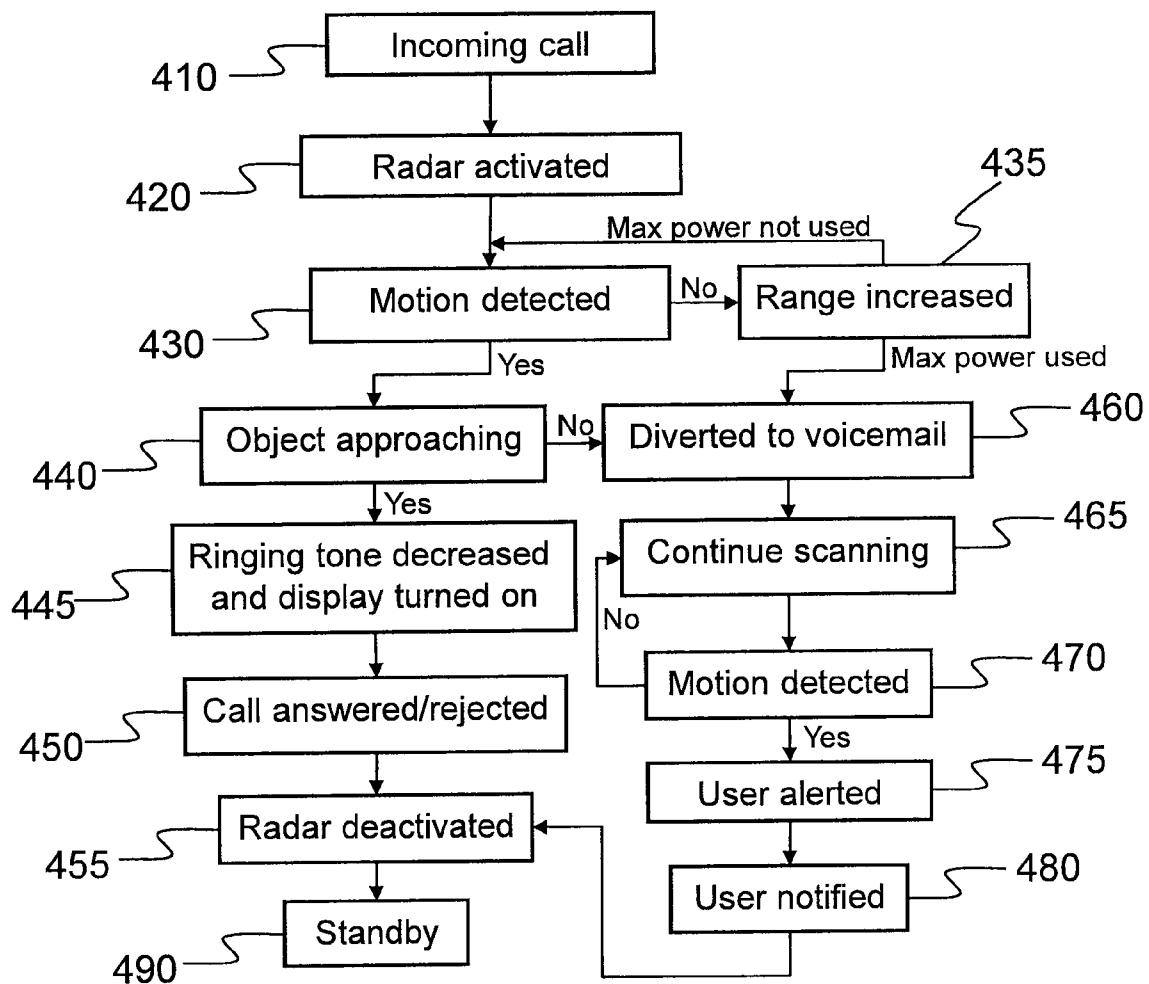 Incoming call
410
Radar activated
420
435
Max power not used
Motion detected
No
Range increased
430
Yes
Max power used
460
Object approaching
No
Diverted to voicemail
440
Yes
465
Ringing tone decreased
and display turned on
Continue scanning
445
No
470
Motion detected
Call answered/rejected
450
Yes
475
User alerted
Radar deactivated
455
480
User notified
Standby
490